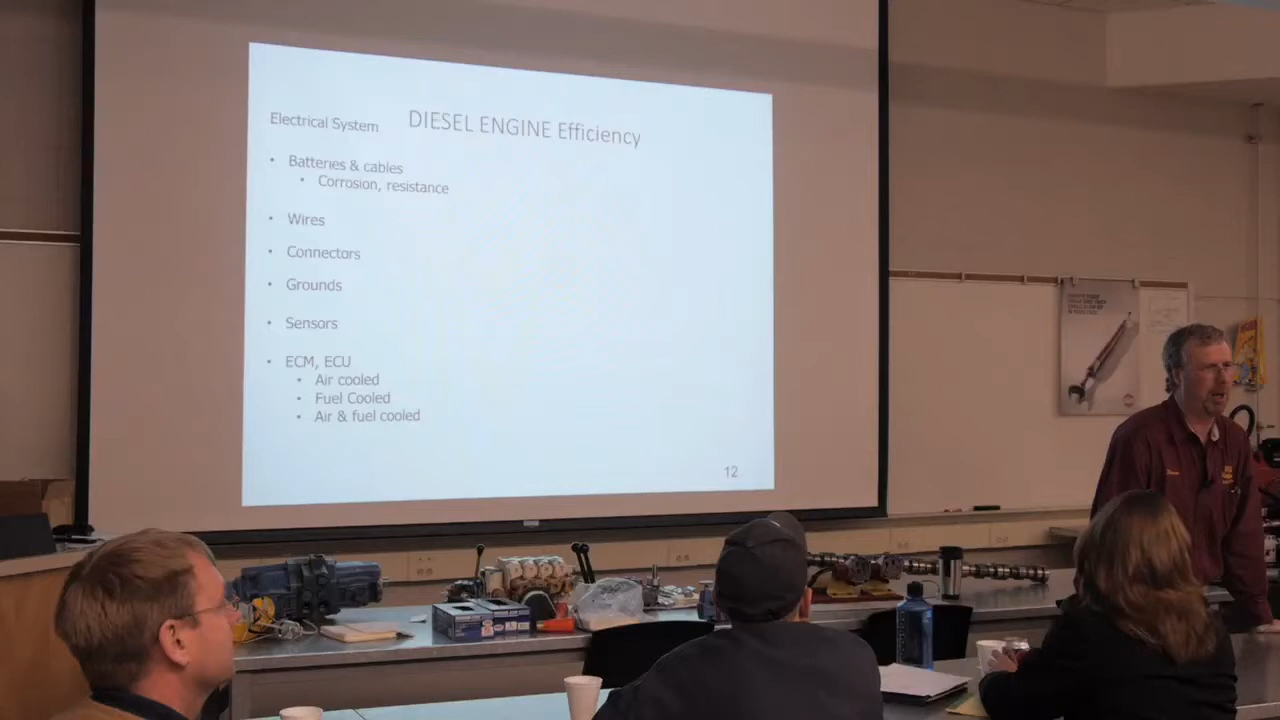 DIESEL ENGINE Efficiency
Electrical System
• Batteries & cables
• Corrosion, resistance
• Wires
• Connectors
• Grounds
• Sensors
• ECM, ECU
• Air cooled
• Fuel Cooled
• Air & fuel cooled
12